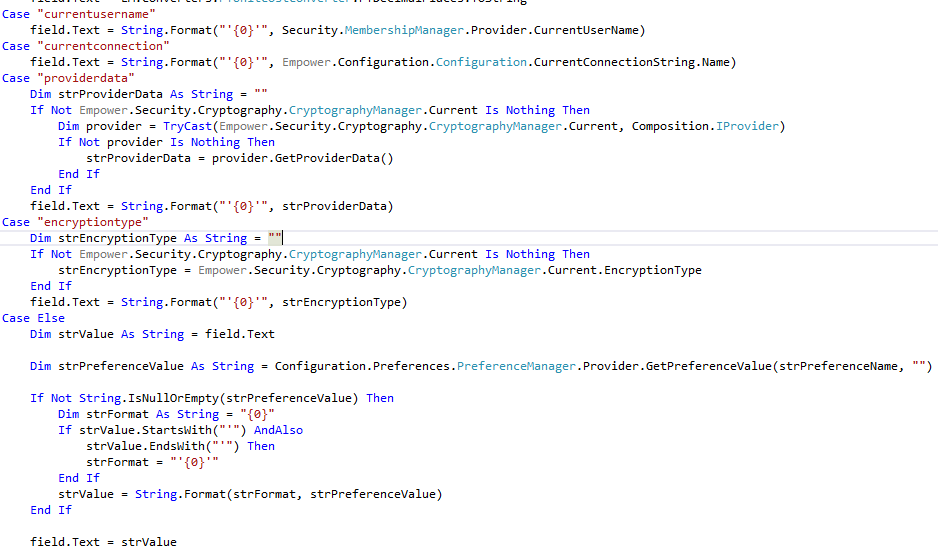 Case "currentusername"
field.Text = String.Format("'{0}'", Security.MembershipManager.Provider.CurrentUserName)
Case "currentconnection"
field.Text = String.Format("'{0}'", Empower.Configuration.Configuration.CurrentConnectionString.Name)
Case "providerdata"
Dim strProviderData As String = ""
If Not Empower.Security.Cryptography.CryptographyManager.Current Is Nothing Then
Dim provider = TryCast(Empower.Security.Cryptography.CryptographyManager.Current, Composition.IProvider)
If Not provider Is Nothing Then
strProviderData = provider.GetProviderData()
End If
End If
field.Text = String.Format("'{0}'", strProviderData)
Case "encryptiontype"
Dim strEncryptionType As String = ""
If Not Empower.Security.Cryptography.CryptographyManager.Current Is Nothing Then
strEncryptionType = Empower.Security.Cryptography.CryptographyManager.Current.EncryptionType
End If
field.Text = String.Format("'{0}'", strEncryptionType)
Case Else
Dim strValue As String = field.Text
Dim strPreferenceValue As String = Configuration.Preferences.PreferenceManager.Provider.GetPreferenceValue(strPreferenceName, "")
If Not String.IsNullOrEmpty(strPreferenceValue) Then
Dim strFormat As String = "{0}"
If strValue.StartsWith("'") AndAlso
strValue.EndsWith("'") Then
strFormat = "'{0}'"
End If
strValue = String.Format(strFormat, strPreferenceValue)
End If
field.Text = strValue